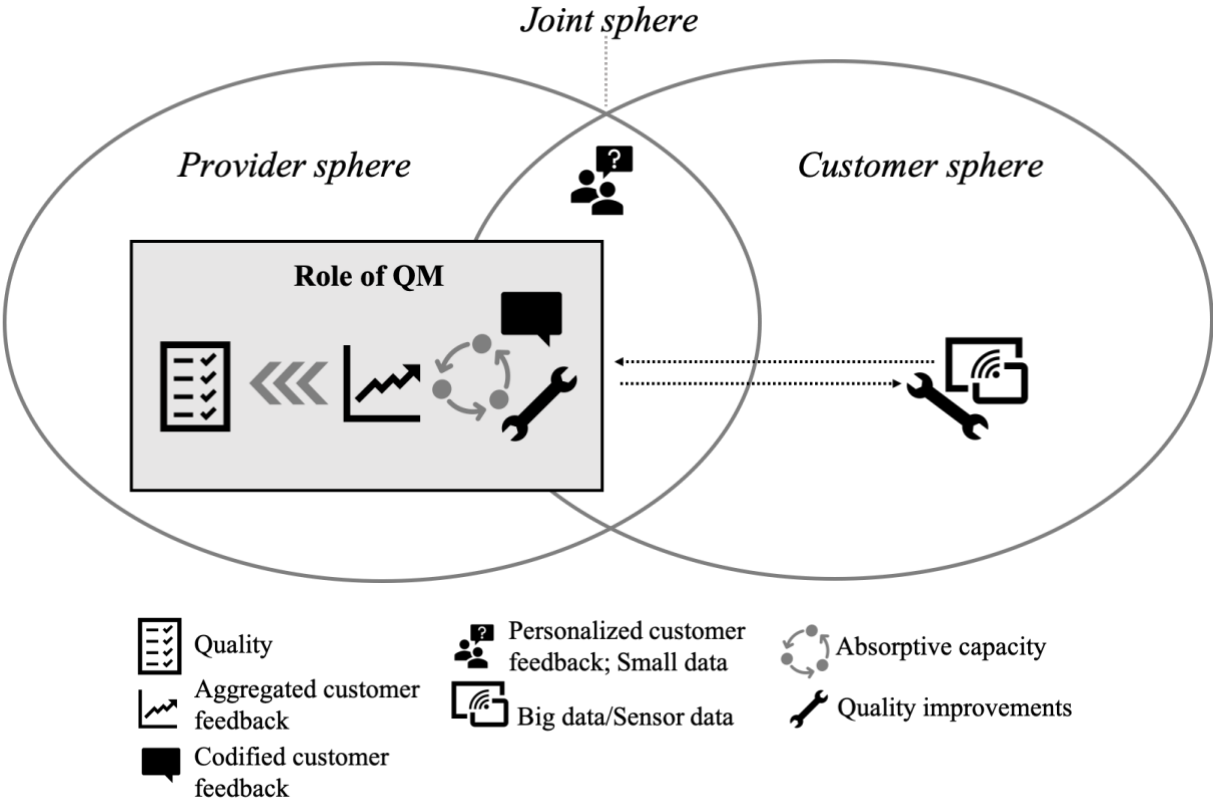 Joint sphere
Provider sphere
Customer sphere
?
Role of QM
Quality
Aggregated customer
feedback
Codified customer
feedback
?
Personalized customer
feedback; Small data
Big data/Sensor data
Absorptive capacity
Quality improvements